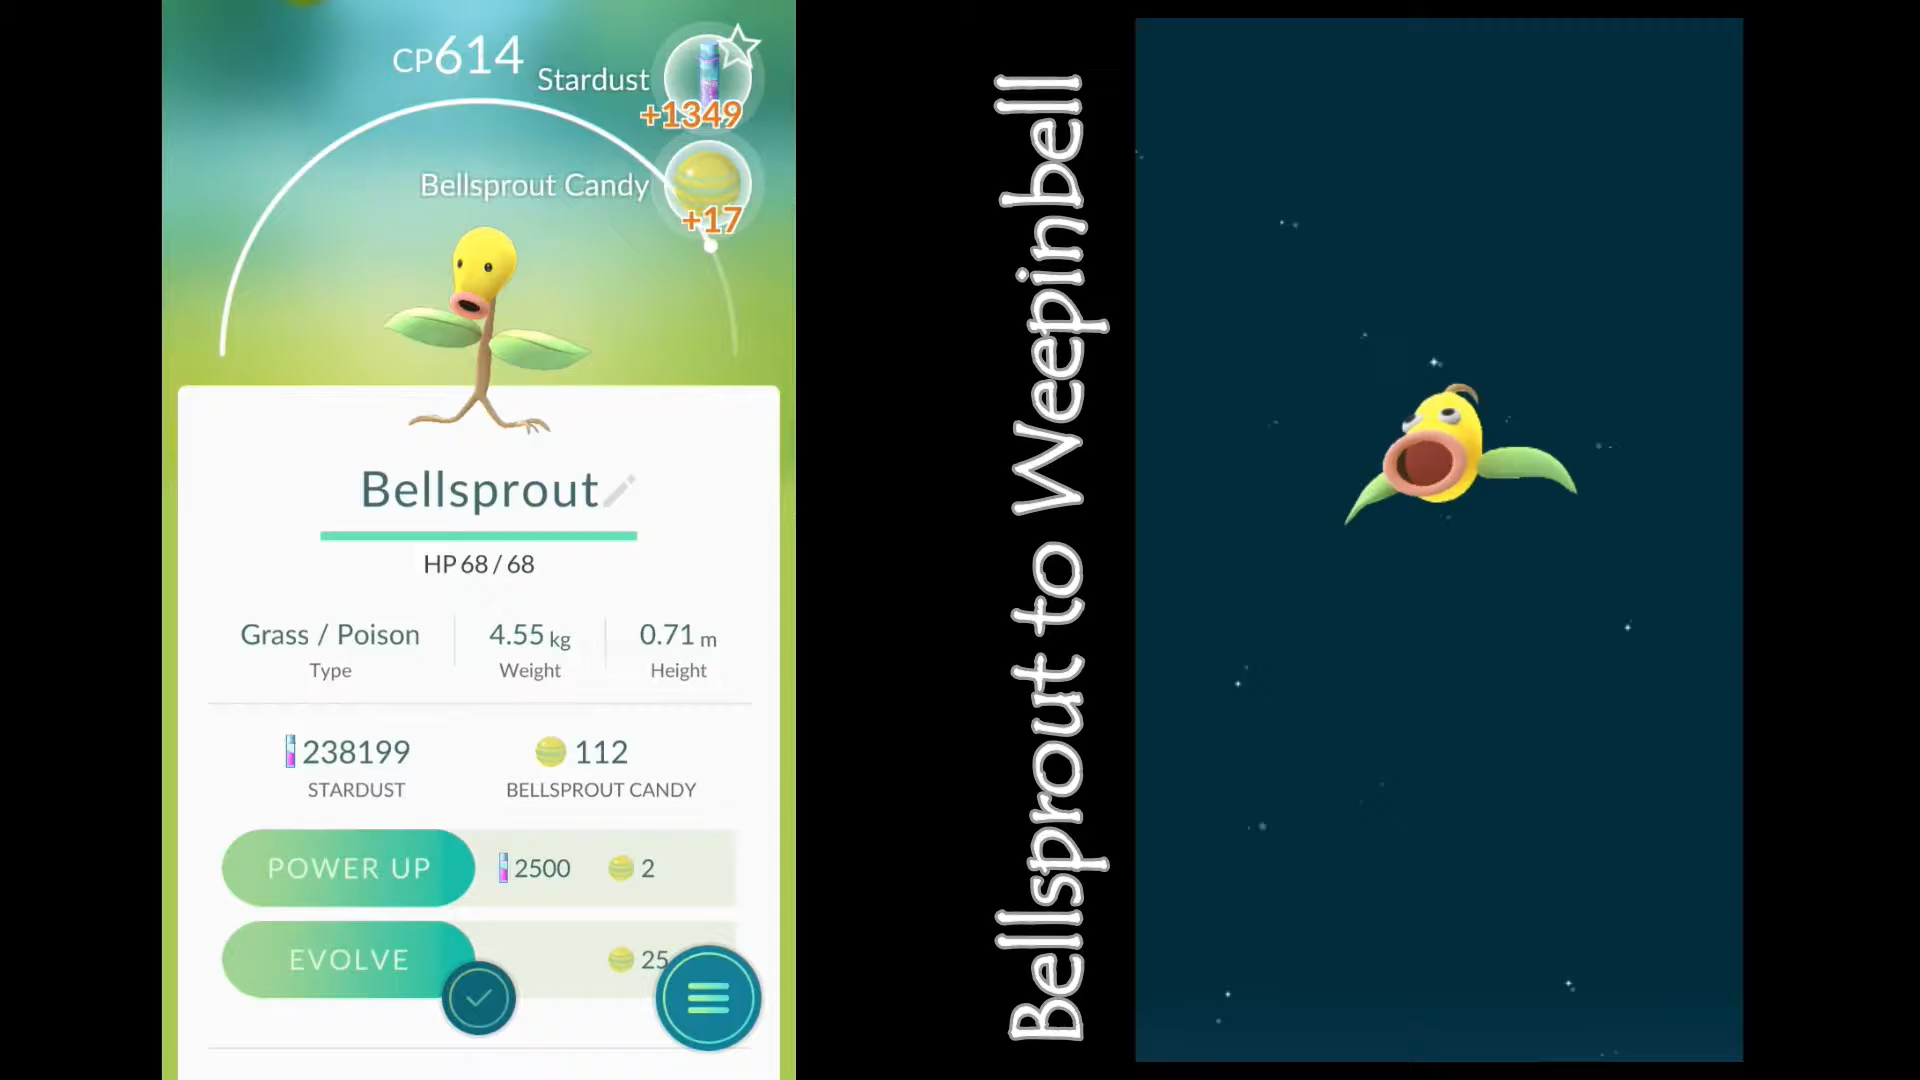 CP614
Stardust
+1349
Bellsprout Candy
+17
Bellsprout
HP 68 / 68
Grass / Poison
Type
4.55 kg
Weight
0.71 m
Height
238199
STARDUST
112
BELLSPROUT CANDY
POWER UP
2500
2
EVOLVE
25
Bellsprout to Weepinbell